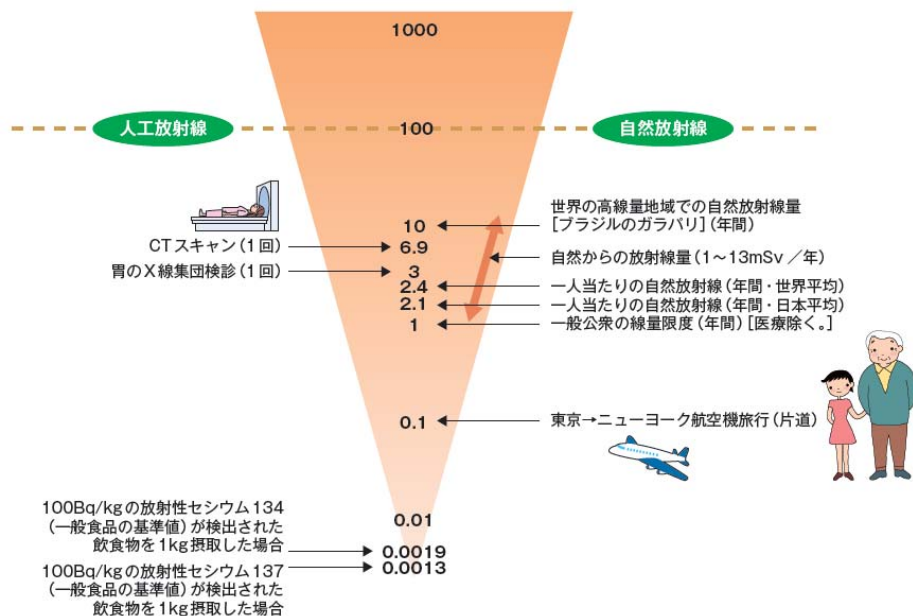 1000
人工放射線
100
自然放射線
世界の高線量地域での自然放射線量
[ブラジルのガラパリ](年間)
10
CTスキャン(1回)
6.9
自然からの放射線量(1~13mSv/年)
胃のX線集団検診(1回)
3
2.4
一人当たりの自然放射線(年間・世界平均)
2.1
一人当たりの自然放射線(年間・日本平均)
1
一般公衆の線量限度(年間)[医療除く。]
0.1
東京→ニューヨーク航空機旅行(片道)
0.01
100Bq/kgの放射性セシウム134
(一般食品の基準値)が検出された
飲食物を1kg摂取した場合
0.0019
100Bq/kgの放射性セシウム137
(一般食品の基準値)が検出された
飲食物を1kg摂取した場合
0.0013